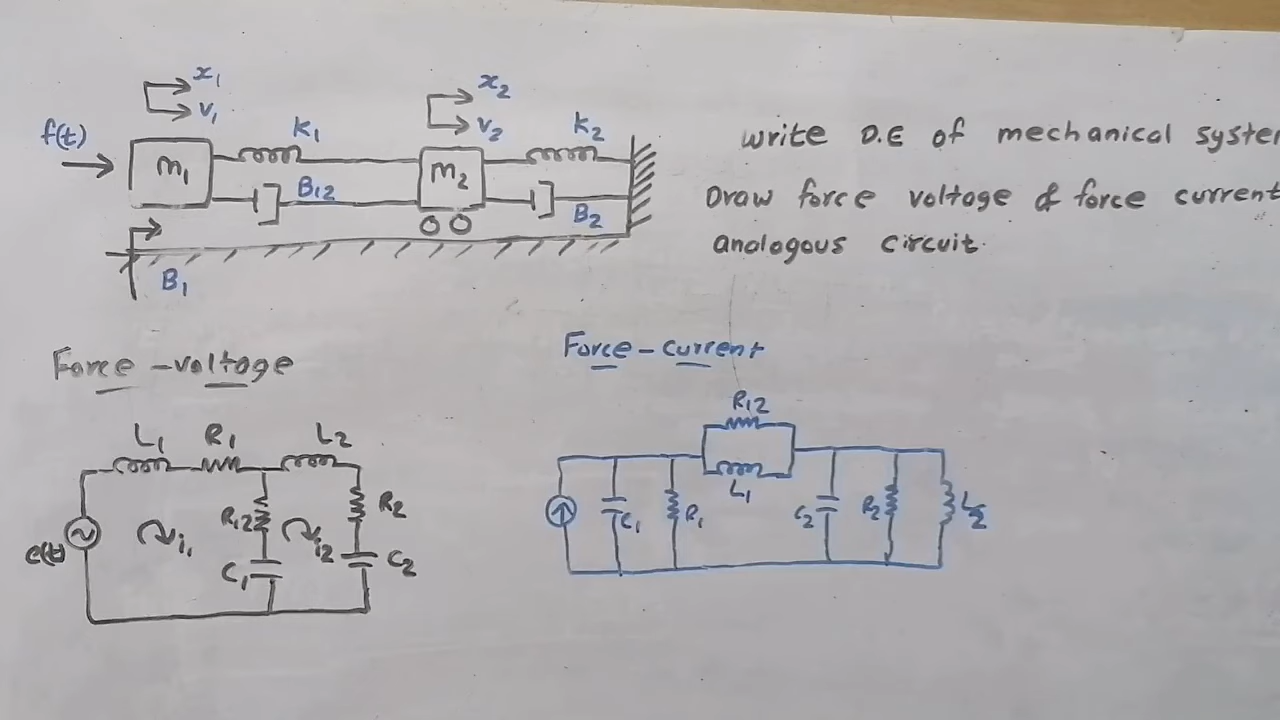 x1
v1
x2
v2
f(t)
K1
K2
m1
m2
B12
B2
B1
write D.E of mechanical system
Draw force voltage & force current
analogous circuit.
Force - voltage
Force - current
L1 R1 L2
R12
R2
e(t)
i1
i2
C1
C2
R12
L1
C1
R1
C2
R2
L2